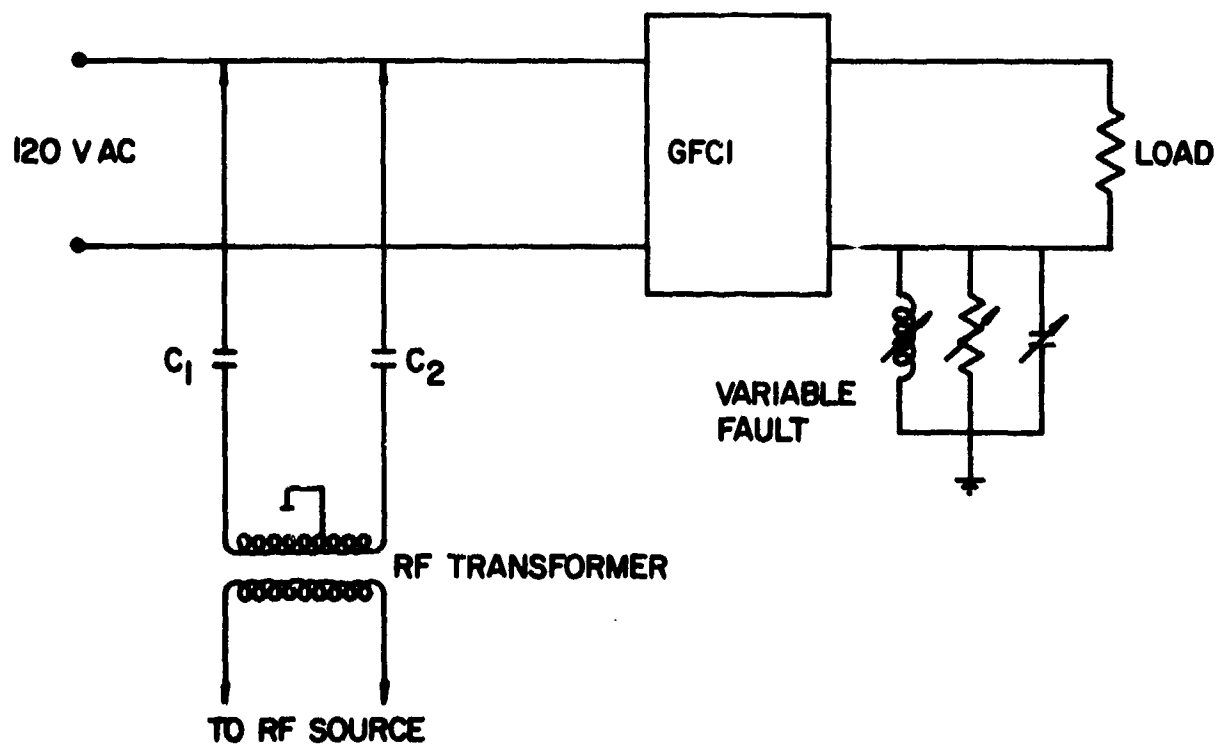 120 V AC
GFCI
LOAD
C1
C2
VARIABLE
FAULT
RF TRANSFORMER
TO RF SOURCE